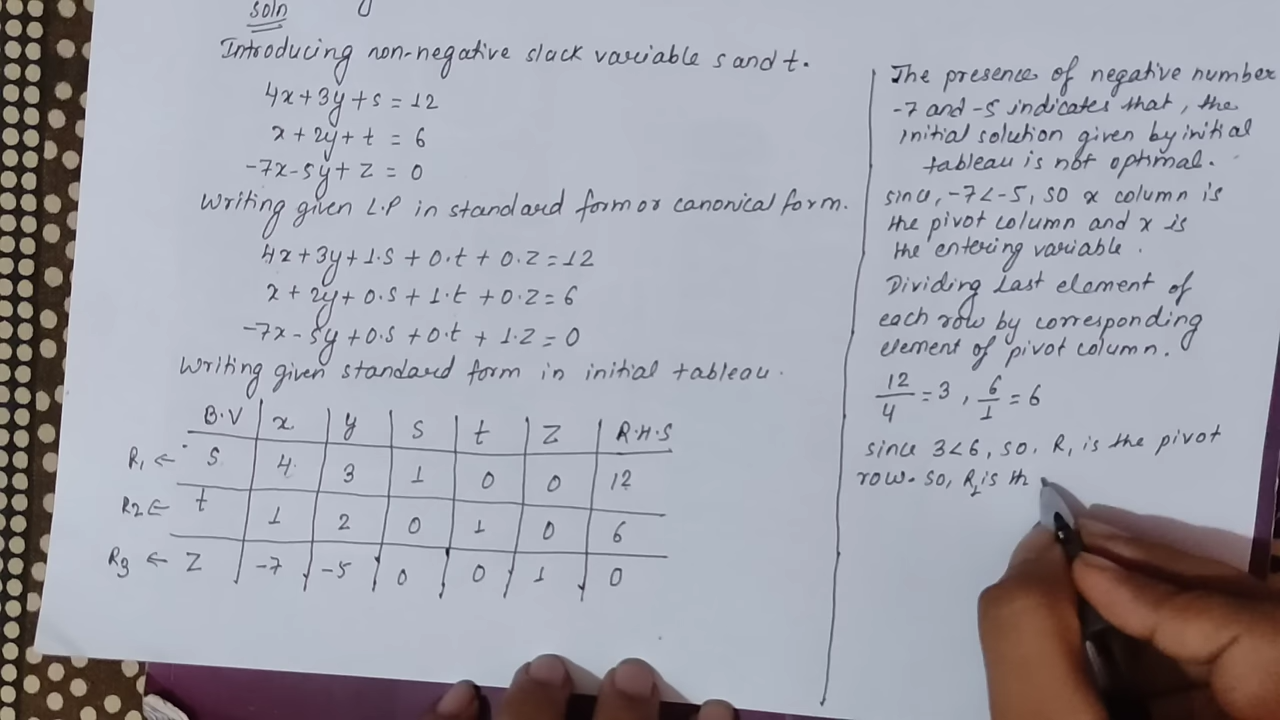 soln
Introducing non-negative slack variable s and t.
4x+3y+s=12
x+2y+t=6
-7x-5y+z=0
Writing given L.P in standard form or canonical form.
4x+3y+1.s+0.t+0.z=12
x+2y+0.s+1.t+0.z=6
-7x-5y+0.s+0.t+1.z=0
Writing given standard form in initial tableau.
B.V x y s t z R.H.S
R1 ← s 4 3 1 0 0 12
R2 ← t 1 2 0 1 0 6
R3 ← z -7 -5 0 0 1 0
The presence of negative number
-7 and -5 indicates that, the
initial solution given by initial
tableau is not optimal.
since, -7<-5, so x column is
the pivot column and x is
the entering variable.
Dividing last element of
each row by corresponding
element of pivot column.
12/4=3, 6/1=6
since 3<6, so, R1 is the pivot
row. so, R1 is th